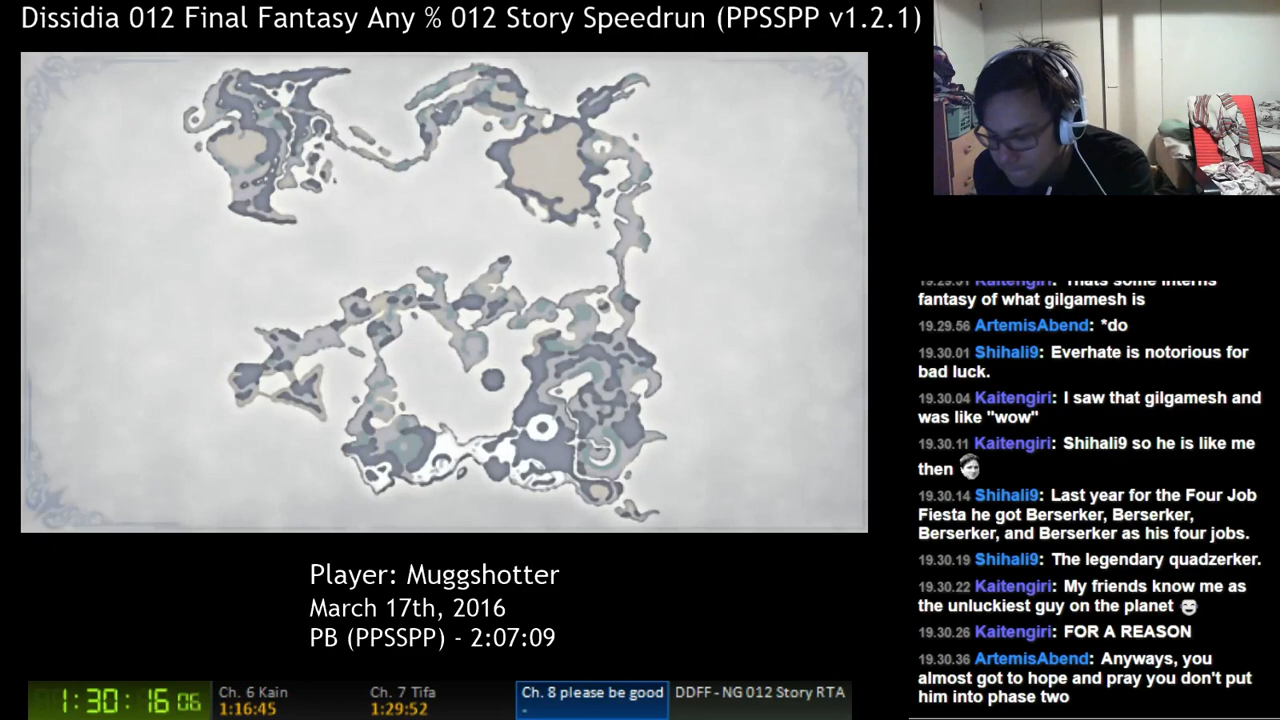 Dissidia 012 Final Fantasy Any % 012 Story Speedrun (PPSSPP v1.2.1)
19.29.51 Kaitengiri: Thats some interns
fantasy of what gilgamesh is
19.29.56 ArtemisAbend: *do
19.30.01 Shihali9: Everhate is notorious for
bad luck.
19.30.04 Kaitengiri: I saw that gilgamesh and
was like "wow"
19.30.11 Kaitengiri: Shihali9 so he is like me
then
19.30.14 Shihali9: Last year for the Four Job
Fiesta he got Berserker, Berserker,
Berserker, and Berserker as his four jobs.
19.30.19 Shihali9: The legendary quadzerker.
19.30.22 Kaitengiri: My friends know me as
the unluckiest guy on the planet
19.30.26 Kaitengiri: FOR A REASON
19.30.36 ArtemisAbend: Anyways, you
almost got to hope and pray you don't put
him into phase two
Player: Muggshotter
March 17th, 2016
PB (PPSSPP) - 2:07:09
1:30:16 06
Ch. 6 Kain
1:16:45
Ch. 7 Tifa
1:29:52
Ch. 8 please be good
-
DDFF - NG 012 Story RTA